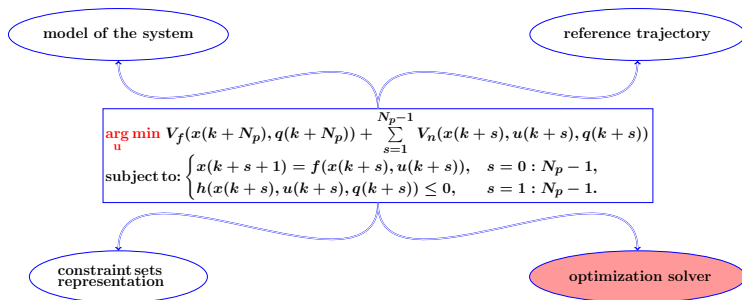 model of the system
reference trajectory
arg min V_f(x(k + N_p), q(k + N_p)) + ∑_{s=1}^{N_p−1} V_n(x(k + s), u(k + s), q(k + s))
u
subject to: { x(k + s + 1) = f(x(k + s), u(k + s)), s = 0 : N_p − 1,
h(x(k + s), u(k + s), q(k + s)) ≤ 0, s = 1 : N_p − 1.
constraint sets
representation
optimization solver